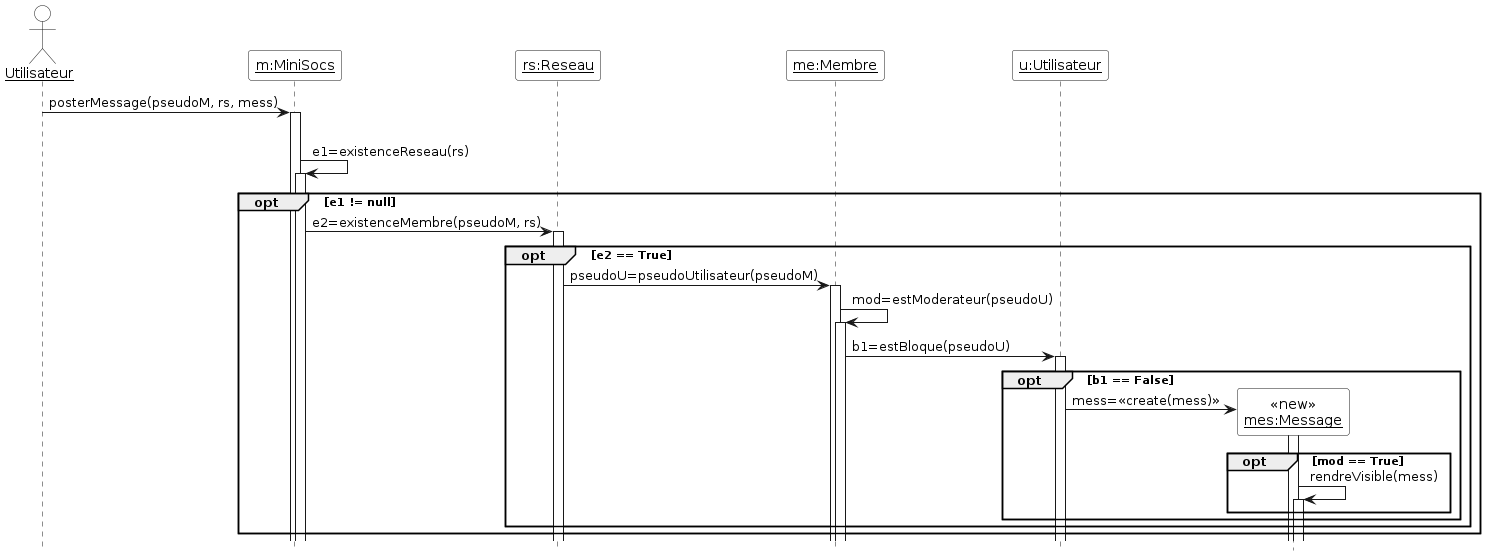 Utilisateur
m:MiniSocs
rs:Reseau
me:Membre
u:Utilisateur
posterMessage(pseudoM, rs, mess)
e1=existenceReseau(rs)
opt [e1 != null]
e2=existenceMembre(pseudoM, rs)
opt [e2 == True]
pseudoU=pseudoUtilisateur(pseudoM)
mod=estModerateur(pseudoU)
b1=estBloque(pseudoU)
opt [b1 == False]
mess=«create(mess)»
«new»
mes:Message
opt [mod == True]
rendreVisible(mess)